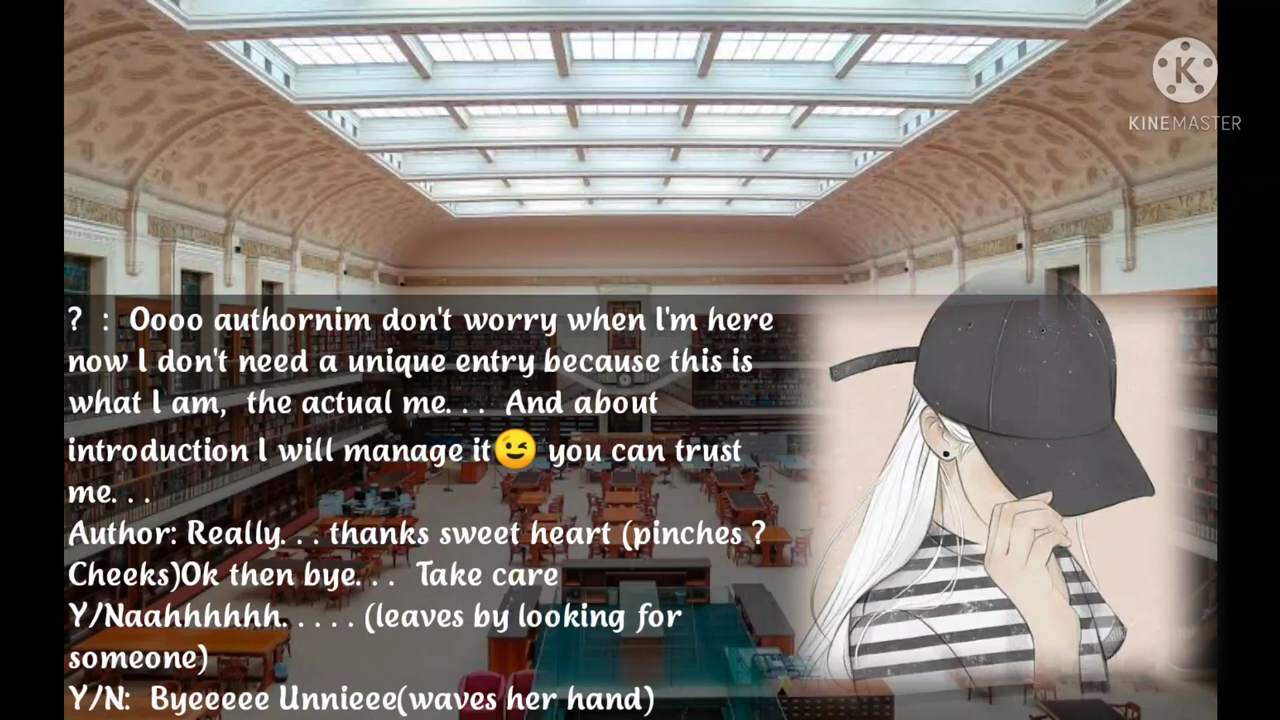 KINEMASTER
? : Oooo authornim don't worry when I'm here
now I don't need a unique entry because this is
what I am, the actual me. . . And about
introduction I will manage it😉 you can trust
me. . .
Author: Really. . . thanks sweet heart (pinches ?
Cheeks)Ok then bye. . . Take care
Y/Naahhhhhh. . . . . (leaves by looking for
someone)
Y/N: Byeeeee Unnieee(waves her hand)